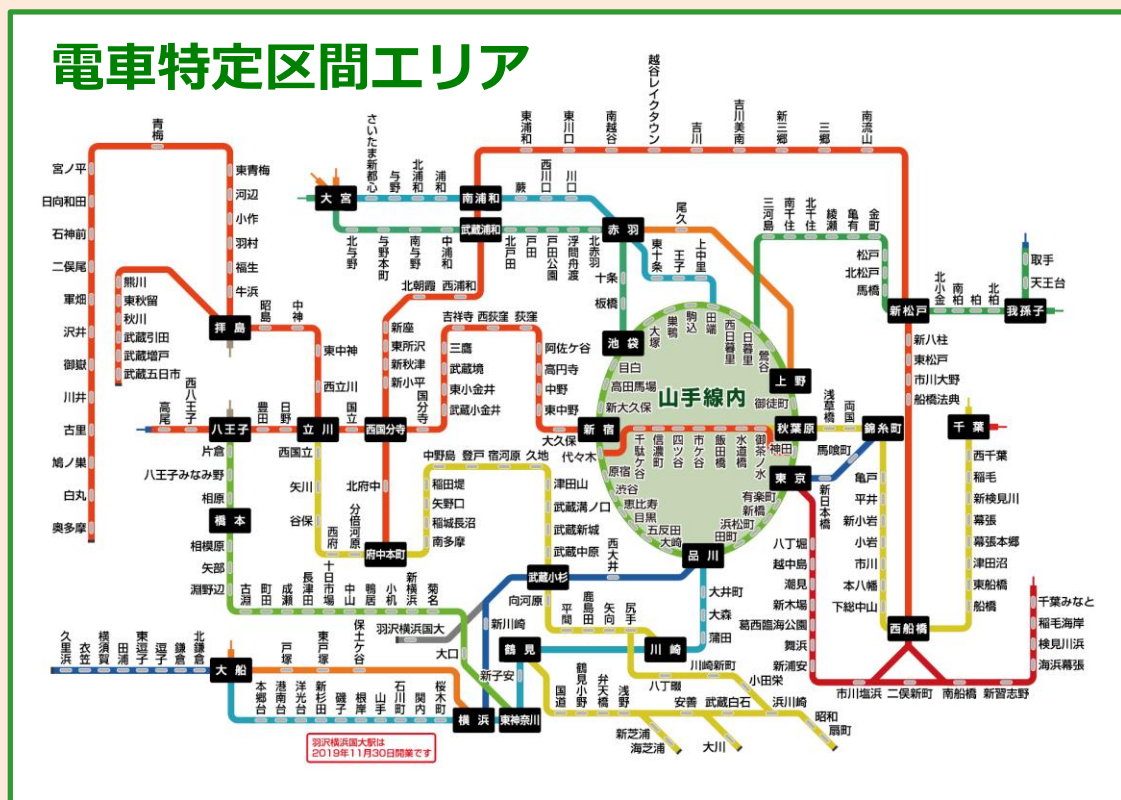 電車特定区間エリア
青梅
宮ノ平
日向和田
石神前
二俣尾
軍畑
沢井
御嶽
川井
古里
鳩ノ巣
白丸
奥多摩
東青梅
河辺
小作
羽村
福生
牛浜
拝島
熊川
東秋留
秋川
武蔵引田
武蔵増戸
武蔵五日市
昭島
中神
東中神
西立川
高尾
西八王子
八王子
豊田
日野
立川
国立
西国分寺
国分寺
武蔵小金井
東小金井
武蔵境
三鷹
吉祥寺
西荻窪
荻窪
阿佐ケ谷
高円寺
中野
東中野
大久保
新宿
大宮
さいたま新都心
与野
北浦和
浦和
南浦和
蕨
西川口
川口
赤羽
北与野
与野本町
南与野
中浦和
武蔵浦和
北戸田
戸田
戸田公園
浮間舟渡
北赤羽
東浦和
東川口
南越谷
越谷レイクタウン
吉川
吉川美南
新三郷
三郷
南流山
新松戸
西浦和
北朝霞
新座
東所沢
新秋津
新小平
北府中
府中本町
尾久
東十条
王子
上中里
十条
板橋
三河島
南千住
北千住
綾瀬
亀有
金町
松戸
北松戸
馬橋
北小金
南柏
柏
北柏
我孫子
天王台
取手
新八柱
東松戸
市川大野
船橋法典
西船橋
山手線内
池袋
大塚
巣鴨
駒込
田端
西日暮里
日暮里
鶯谷
上野
御徒町
秋葉原
神田
東京
有楽町
新橋
浜松町
田町
品川
大崎
五反田
目黒
恵比寿
渋谷
原宿
代々木
新大久保
高田馬場
目白
千駄ケ谷
信濃町
四ツ谷
市ケ谷
飯田橋
水道橋
御茶ノ水
浅草橋
両国
錦糸町
馬喰町
新日本橋
亀戸
平井
新小岩
小岩
市川
本八幡
下総中山
千葉
西千葉
稲毛
新検見川
幕張
幕張本郷
津田沼
東船橋
船橋
八丁堀
越中島
潮見
新木場
葛西臨海公園
舞浜
新浦安
市川塩浜
二俣新町
南船橋
新習志野
海浜幕張
検見川浜
稲毛海岸
千葉みなと
片倉
八王子みなみ野
相原
橋本
相模原
矢部
淵野辺
古淵
町田
成瀬
長津田
十日市場
中山
鴨居
小机
新横浜
菊名
大口
東神奈川
西国立
矢川
谷保
西府
分倍河原
南多摩
稲城長沼
矢野口
稲田堤
中野島
登戸
宿河原
久地
津田山
武蔵溝ノ口
武蔵新城
武蔵中原
武蔵小杉
西大井
向河原
平間
鹿島田
矢向
尻手
川崎
大井町
大森
蒲田
羽沢横浜国大
新川崎
鶴見
新子安
横浜
八丁畷
川崎新町
小田栄
浜川崎
昭和
扇町
国道
鶴見小野
弁天橋
浅野
安善
武蔵白石
新芝浦
海芝浦
大川
久里浜
衣笠
横須賀
田浦
東逗子
逗子
鎌倉
北鎌倉
大船
戸塚
東戸塚
保土ケ谷
本郷台
港南台
洋光台
新杉田
磯子
根岸
山手
石川町
関内
桜木町
羽沢横浜国大駅は
2019年11月30日開業です